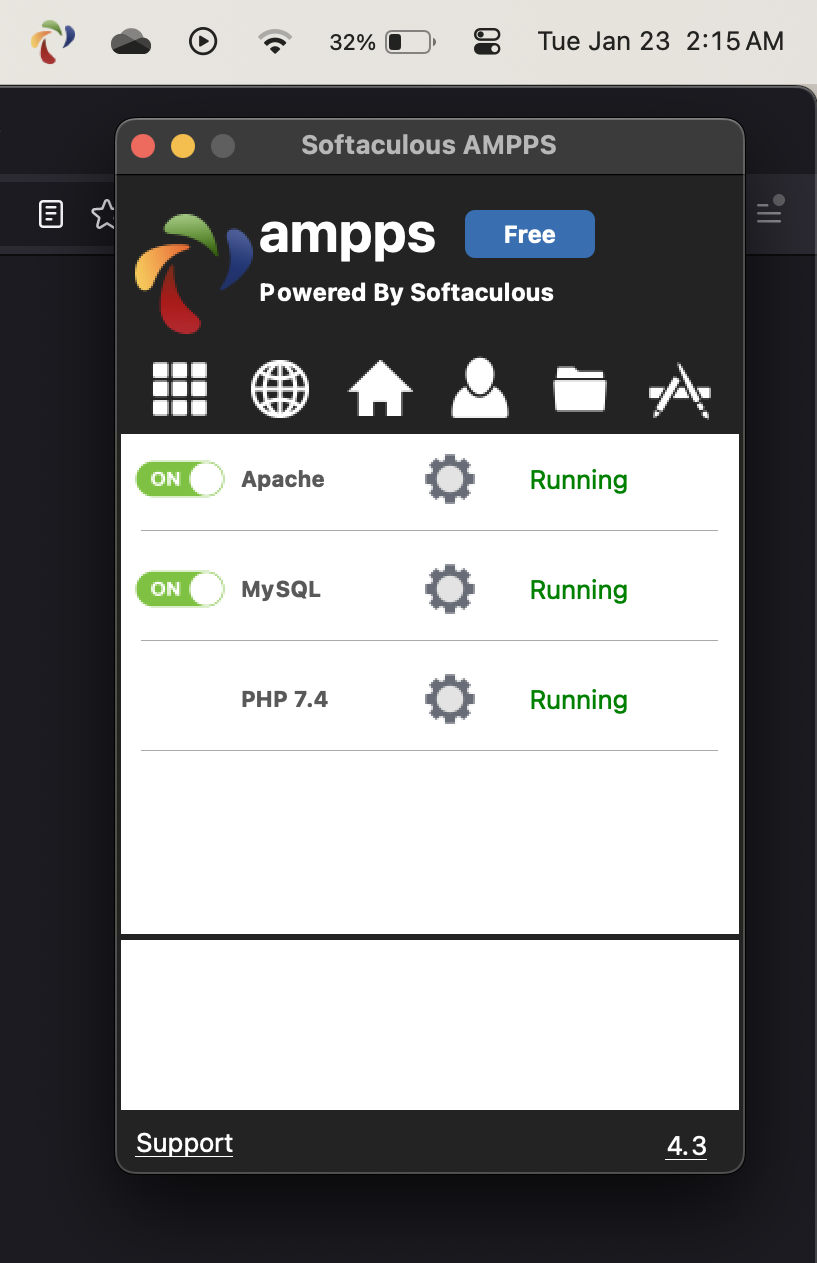 32% Tue Jan 23 2:15 AM
Softaculous AMPPS
ampps Free
Powered By Softaculous
ON Apache Running
ON MySQL Running
PHP 7.4 Running
Support 4.3